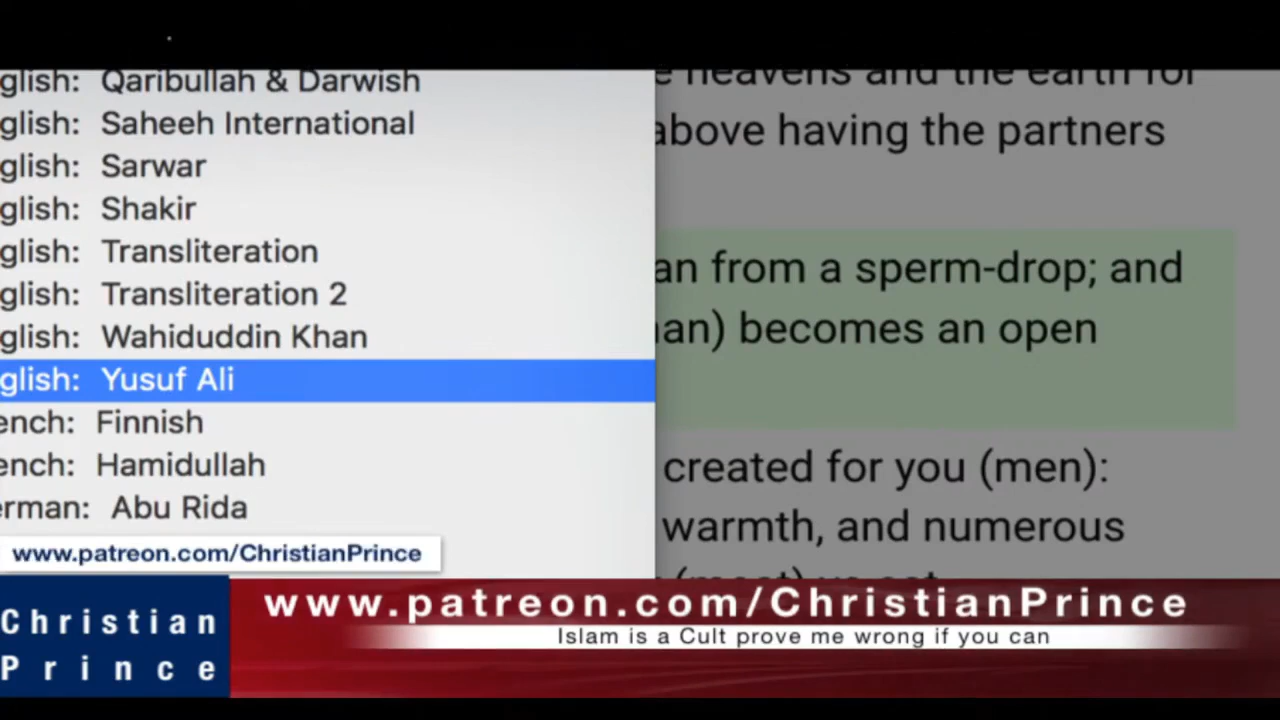 glish: Qaribullah & Darwish
glish: Saheeh International
glish: Sarwar
glish: Shakir
glish: Transliteration
glish: Transliteration 2
glish: Wahiduddin Khan
glish: Yusuf Ali
ench: Finnish
ench: Hamidullah
erman: Abu Rida
e heavens and the earth for
above having the partners
an from a sperm-drop; and
an) becomes an open
created for you (men):
warmth, and numerous
www.patreon.com/ChristianPrince
Christian
Prince
www.patreon.com/ChristianPrince
Islam is a Cult prove me wrong if you can